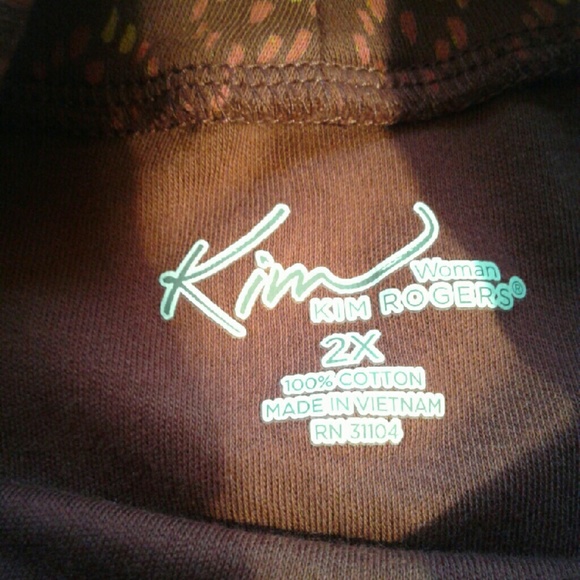 Kim
Woman
KIM ROGERS®
2X
100% COTTON
MADE IN VIETNAM
RN 31104